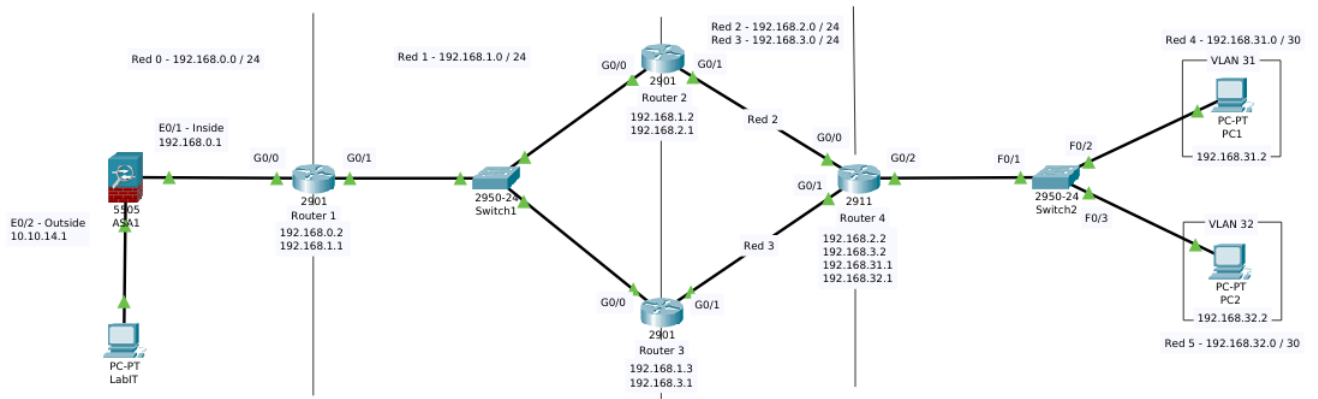 Red 0 - 192.168.0.0 / 24
Red 1 - 192.168.1.0 / 24
Red 2 - 192.168.2.0 / 24
Red 3 - 192.168.3.0 / 24
Red 4 - 192.168.31.0 / 30
VLAN 31
PC-PT
PC1
192.168.31.2
E0/1 - Inside
192.168.0.1
5505
ASA1
E0/2 - Outside
10.10.14.1
PC-PT
LabIT
G0/0
G0/1
2901
Router 1
192.168.0.2
192.168.1.1
2950-24
Switch1
G0/0
G0/1
2901
Router 2
192.168.1.2
192.168.2.1
Red 2
G0/0
G0/1
2901
Router 3
192.168.1.3
192.168.3.1
Red 3
G0/0
G0/1
G0/2
2911
Router 4
192.168.2.2
192.168.3.2
192.168.31.1
192.168.32.1
F0/1
F0/2
F0/3
2950-24
Switch2
VLAN 32
PC-PT
PC2
192.168.32.2
Red 5 - 192.168.32.0 / 30